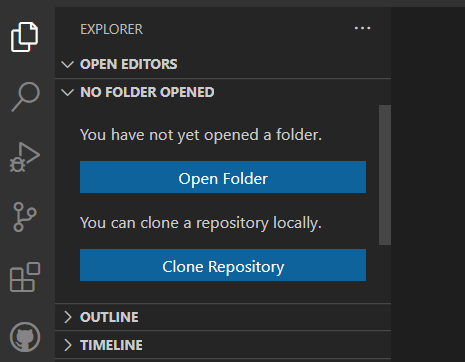 EXPLORER
OPEN EDITORS
NO FOLDER OPENED
You have not yet opened a folder.
Open Folder
You can clone a repository locally.
Clone Repository
OUTLINE
TIMELINE